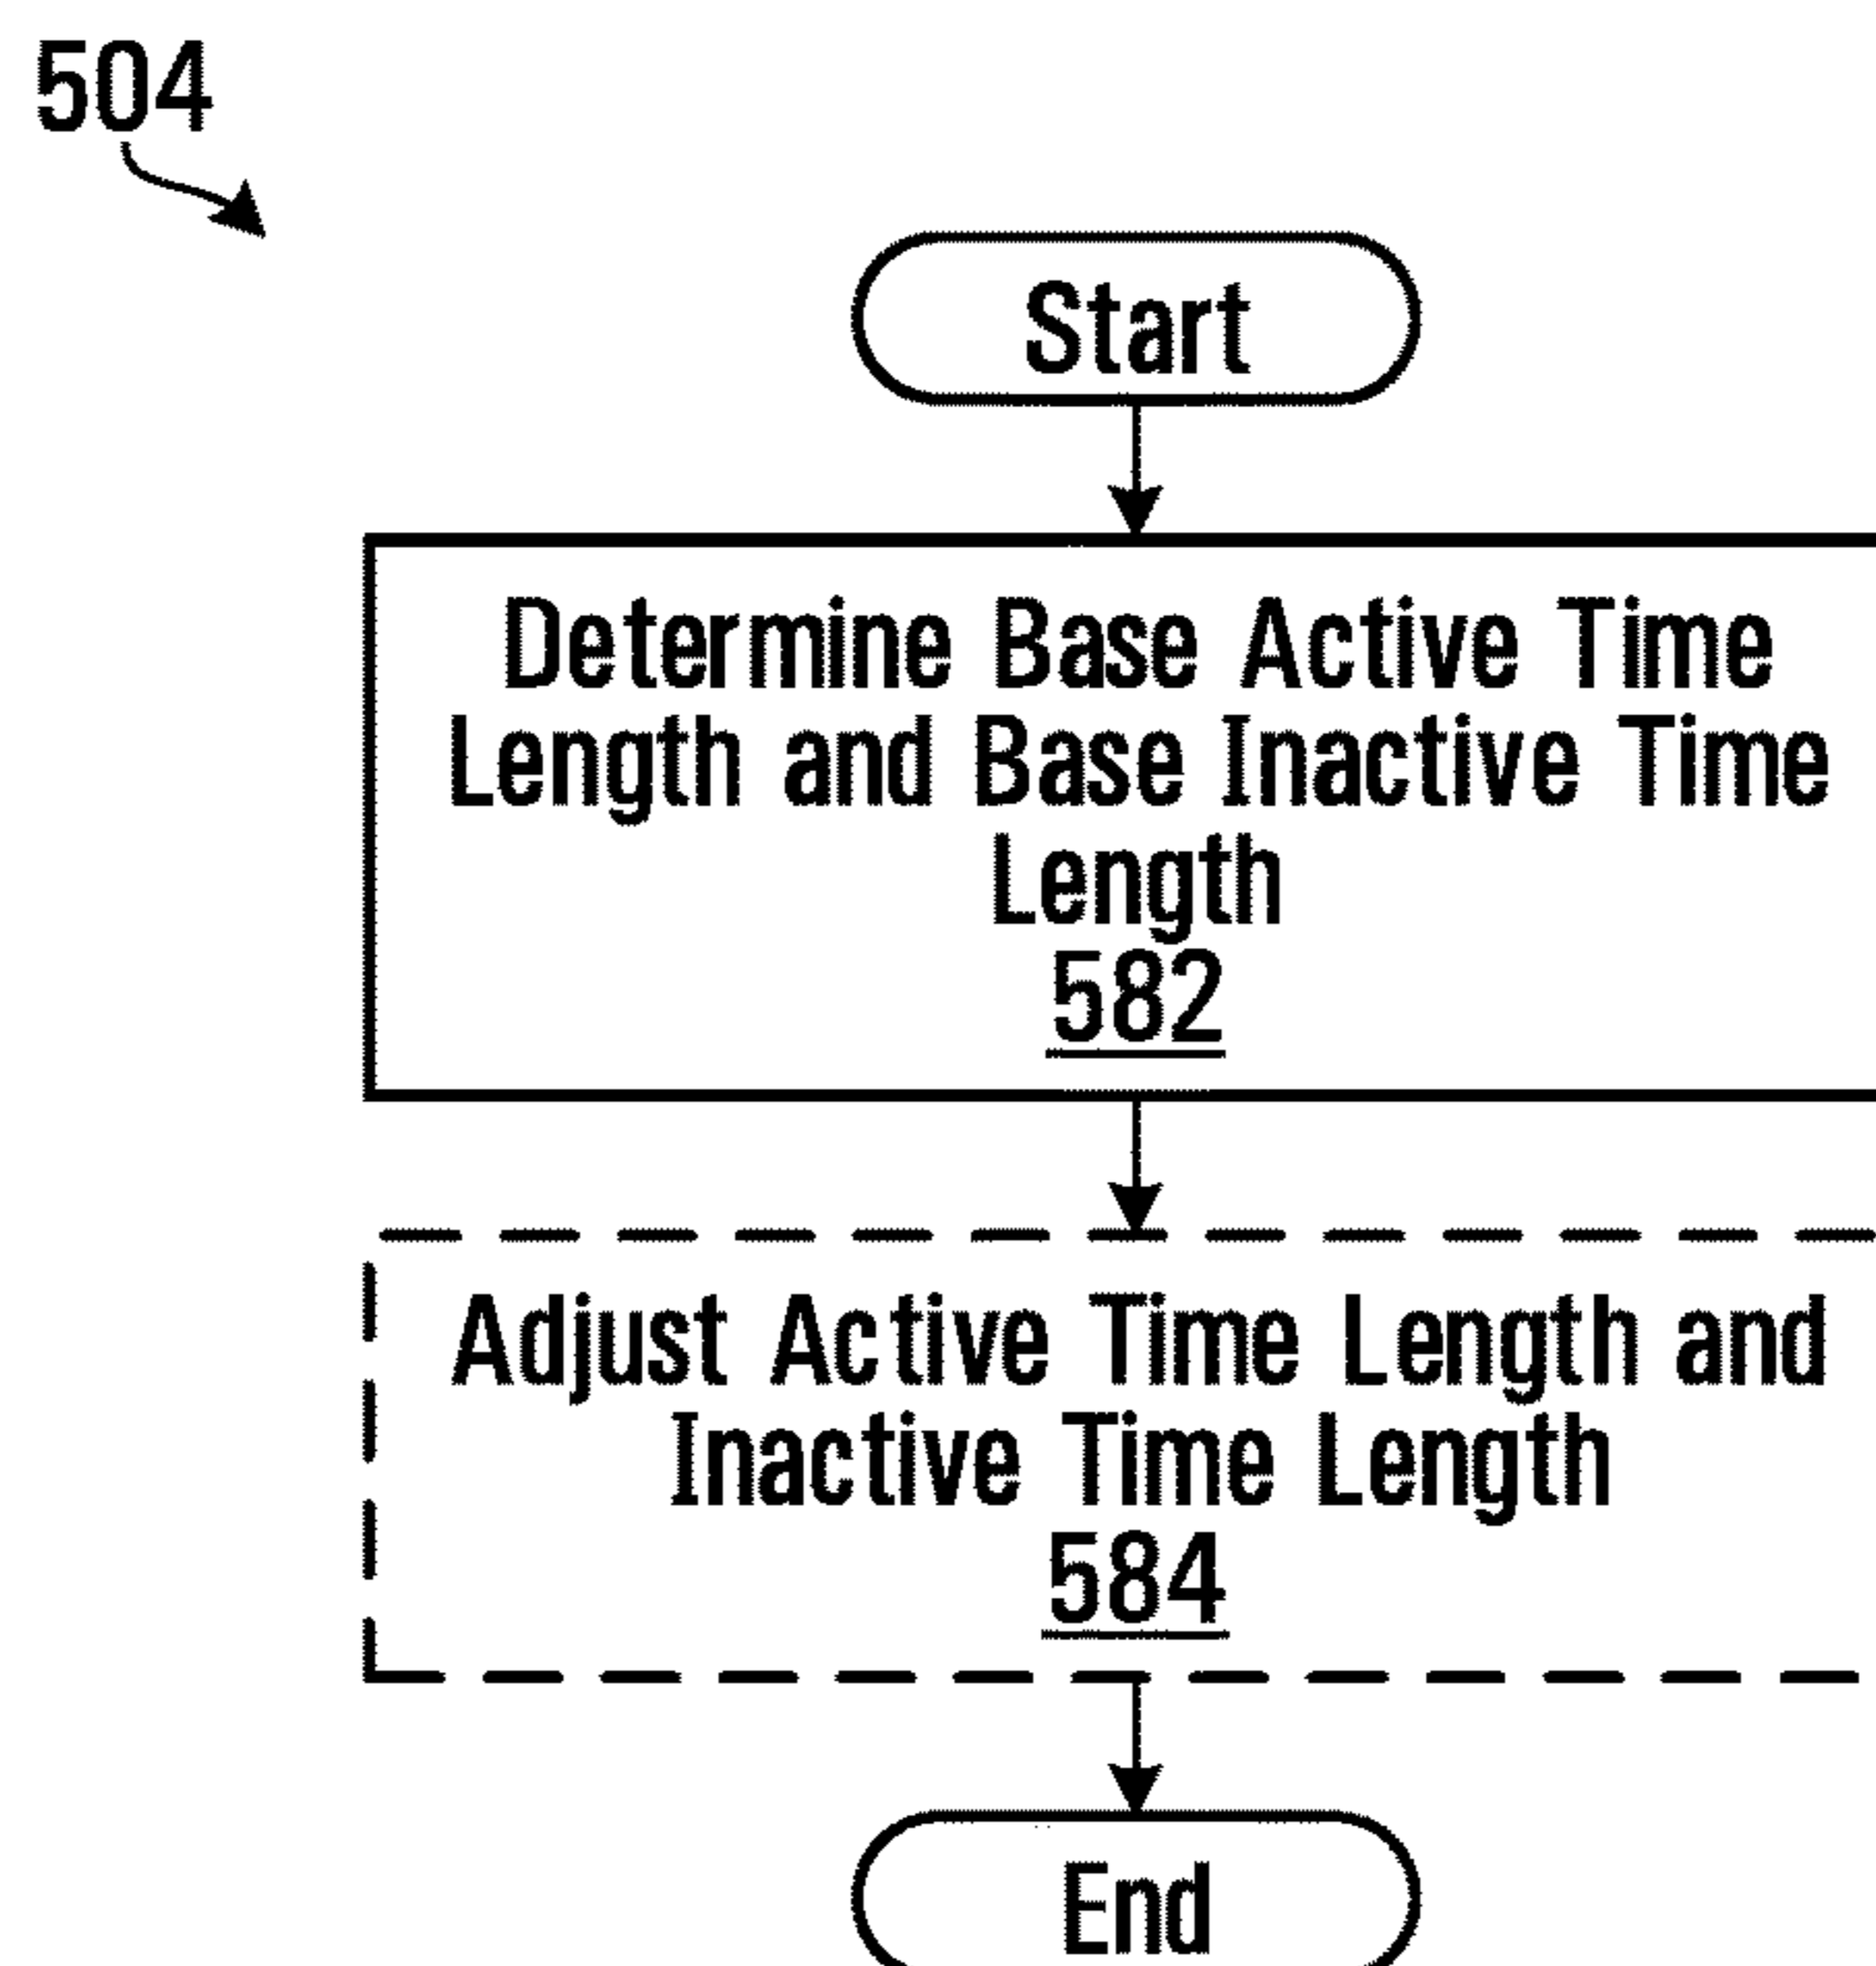 504
Start
Determine Base Active Time
Length and Base Inactive Time
Length
582
Adjust Active Time Length and
Inactive Time Length
584
End